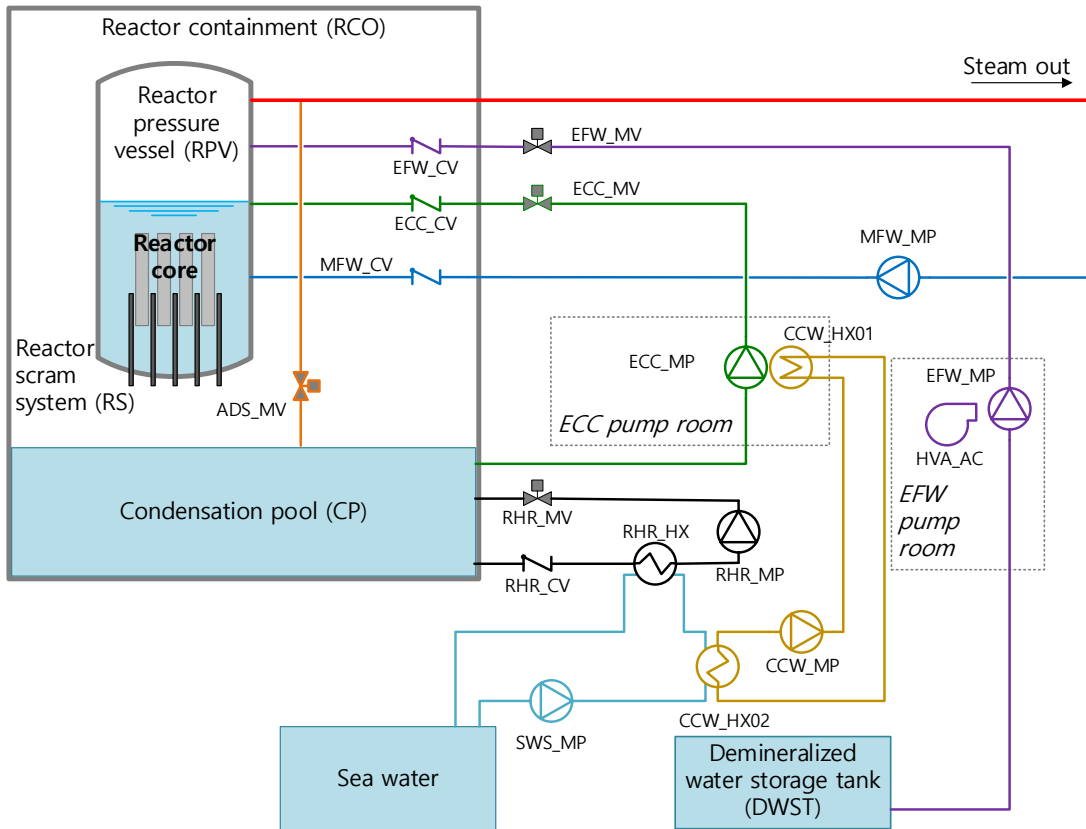 Reactor containment (RCO)
Steam out
Reactor
pressure
vessel (RPV)
EFW_MV
EFW_CV
ECC_MV
ECC_CV
MFW_MP
Reactor
core
MFW_CV
CCW_HX01
ECC_MP
Reactor
scram
system (RS)
EFW_MP
ADS_MV
ECC pump room
HVA_AC
EFW
pump
room
Condensation pool (CP)
RHR_MV
RHR_HX
RHR_CV
RHR_MP
CCW_MP
CCW_HX02
SWS_MP
Sea water
Demineralized
water storage tank
(DWST)